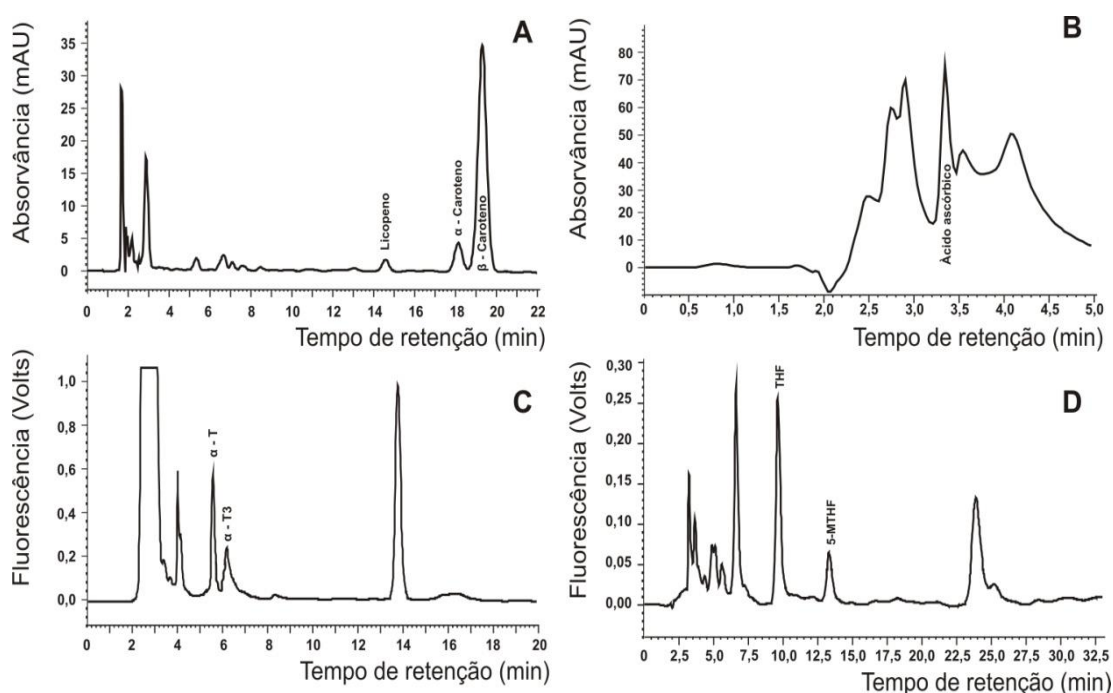 A
Absorvância (mAU)
35
30
25
20
15
10
5
0
Licopeno
α - Caroteno
β - Caroteno
0 2 4 6 8 10 12 14 16 18 20 22
Tempo de retenção (min)
B
Absorvância (mAU)
80
70
60
50
40
30
20
10
0
Àcido ascórbico
0 0,5 1,0 1,5 2,0 2,5 3,0 3,5 4,0 4,5 5,0
Tempo de retenção (min)
C
Fluorescência (Volts)
1,0
0,8
0,6
0,4
0,2
0,0
α - T
α - T3
0 2 4 6 8 10 12 14 16 18 20
Tempo de retenção (min)
D
Fluorescência (Volts)
0,30
0,25
0,20
0,15
0,10
0,05
0,00
THF
5-MTHF
0 2,5 5,0 7,5 10,0 12,5 15,0 17,5 20,0 22,5 25,0 27,5 30,0 32,5
Tempo de retenção (min)